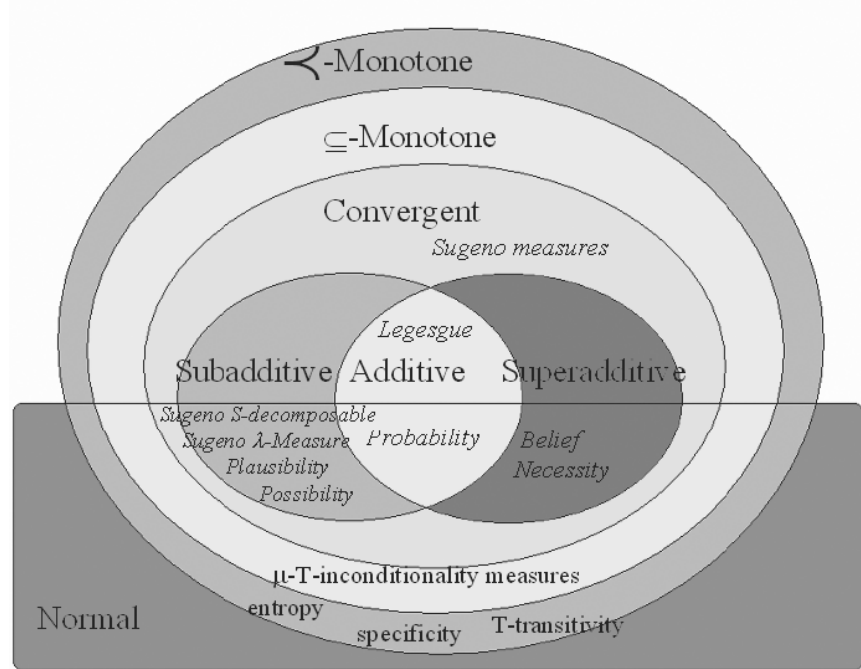 ≺-Monotone
⊆-Monotone
Convergent
Sugeno measures
Legesgue
Subadditive Additive Superadditive
Sugeno S-decomposable
Sugeno λ-Measure
Probability
Belief
Plausibility
Necessity
Possibility
μ-T-inconditionality measures
entropy
specificity
T-transitivity
Normal